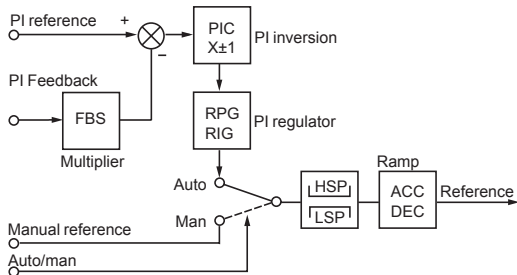 PI reference
+
−
PIC
X±1
PI inversion
PI Feedback
FBS
Multiplier
RPG
RIG
PI regulator
Auto
Man
HSP
LSP
Ramp
ACC
DEC
Reference
Manual reference
Auto/man